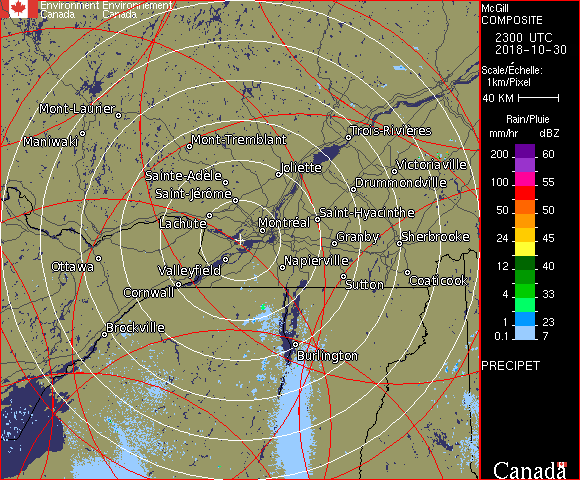 Environment Environnement
Canada Canada
Mont-Laurier
Maniwaki
Mont-Tremblant
Trois-Rivières
Sainte-Adèle
Joliette
Victoriaville
Saint-Jérôme
Drummondville
Lachute
Montréal
Saint-Hyacinthe
Granby
Sherbrooke
Ottawa
Valleyfield
Napierville
Cornwall
Sutton
Coaticook
Brockville
Burlington
McGill
COMPOSITE
2300 UTC
2018-10-30
Scale/Échelle:
1km/Pixel
40 KM
Rain/Pluie
mm/hr dBZ
200 60
150 57
100 55
50 50
24 45
12 40
4 33
1 23
0.1 7
PRECIPET
Canada